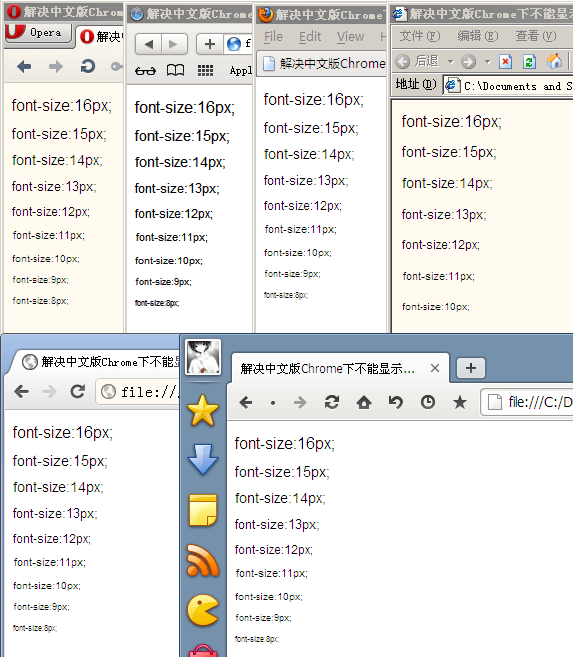 解决中文版Chrome
Opera
解决
font-size:16px;
font-size:15px;
font-size:14px;
font-size:13px;
font-size:12px;
font-size:11px;
font-size:10px;
font-size:9px;
font-size:8px;
解决中文版Chrom
f
Appl
font-size:16px;
font-size:15px;
font-size:14px;
font-size:13px;
font-size:12px;
font-size:11px;
font-size:10px;
font-size:9px;
font-size:8px;
解决中文版Chrom
File Edit View H
解决中文版Chrome
font-size:16px;
font-size:15px;
font-size:14px;
font-size:13px;
font-size:12px;
font-size:11px;
font-size:10px;
font-size:9px;
font-size:8px;
解决中文版Chrome下不能显示
文件(F) 编辑(E) 查看(V)
后退
地址(D) C:\Documents and S
font-size:16px;
font-size:15px;
font-size:14px;
font-size:13px;
font-size:12px;
font-size:11px;
font-size:10px;
解决中文版Chrome下不能显
file://
font-size:16px;
font-size:15px;
font-size:14px;
font-size:13px;
font-size:12px;
font-size:11px;
font-size:10px;
font-size:9px;
font-size:8px;
解决中文版Chrome下不能显示...
file:///C:/D
font-size:16px;
font-size:15px;
font-size:14px;
font-size:13px;
font-size:12px;
font-size:11px;
font-size:10px;
font-size:9px;
font-size:8px;